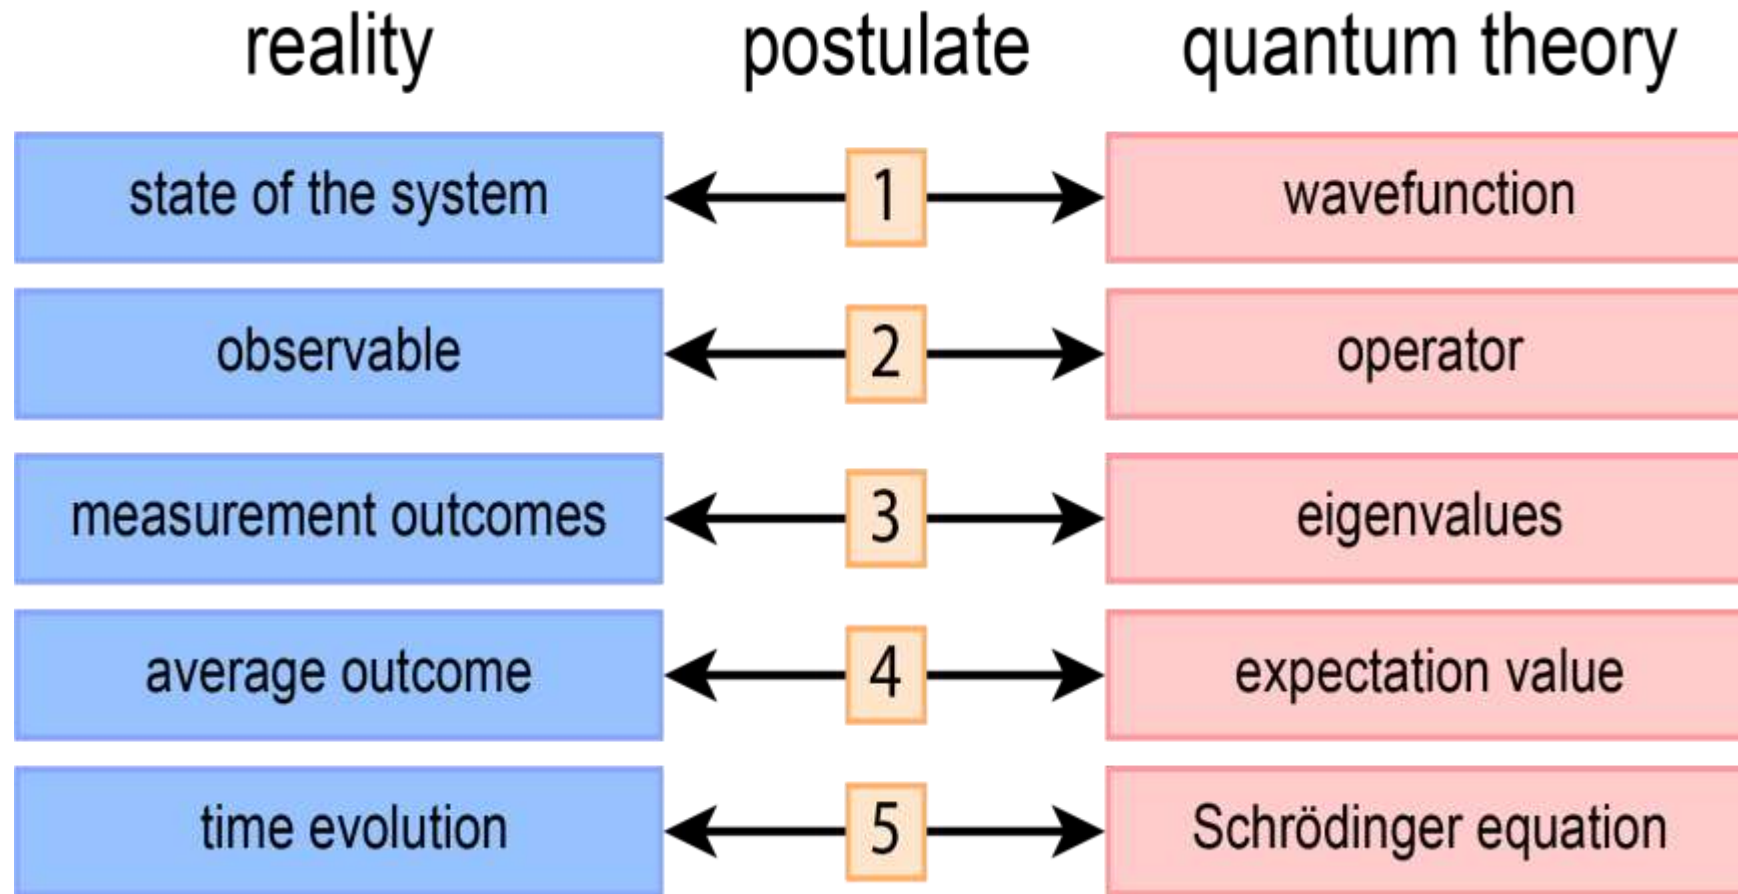 reality postulate quantum theory
state of the system 1 wavefunction
observable 2 operator
measurement outcomes 3 eigenvalues
average outcome 4 expectation value
time evolution 5 Schrödinger equation